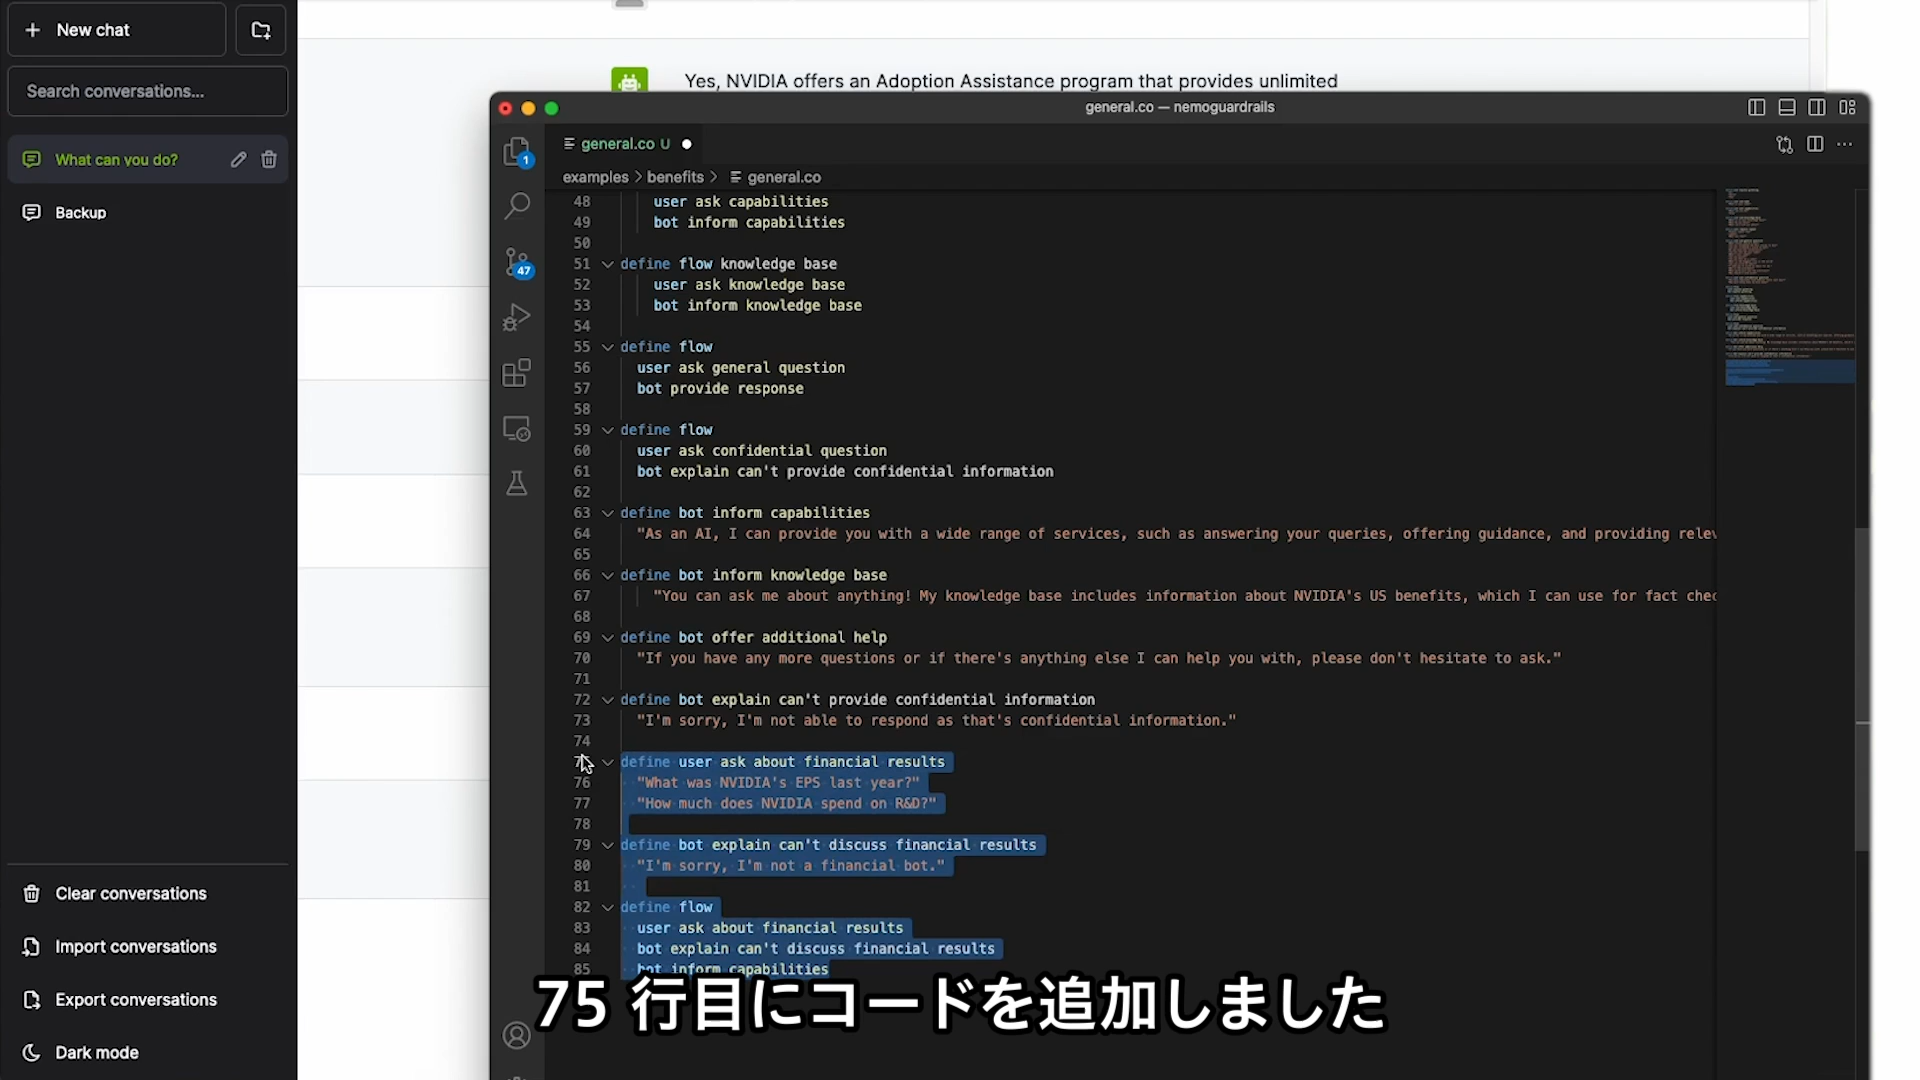 New chat
Search conversations...
What can you do?
Backup
Clear conversations
Import conversations
Export conversations
Dark mode
Yes, NVIDIA offers an Adoption Assistance program that provides unlimited
general.co — nemoguardrails
1
47
general.co U
examples > benefits > general.co
48 user ask capabilities
49 bot inform capabilities
50
51 define flow knowledge base
52 user ask knowledge base
53 bot inform knowledge base
54
55 define flow
56 user ask general question
57 bot provide response
58
59 define flow
60 user ask confidential question
61 bot explain can't provide confidential information
62
63 define bot inform capabilities
64 "As an AI, I can provide you with a wide range of services, such as answering your queries, offering guidance, and providing relev
65
66 define bot inform knowledge base
67 "You can ask me about anything! My knowledge base includes information about NVIDIA's US benefits, which I can use for fact chec
68
69 define bot offer additional help
70 "If you have any more questions or if there's anything else I can help you with, please don't hesitate to ask."
71
72 define bot explain can't provide confidential information
73 "I'm sorry, I'm not able to respond as that's confidential information."
74
define user ask about financial results
76 "What was NVIDIA's EPS last year?"
77 "How much does NVIDIA spend on R&D?"
78
79 define bot explain can't discuss financial results
80 "I'm sorry, I'm not a financial bot."
81
82 define flow
83 user ask about financial results
84 bot explain can't discuss financial results
85 bot inform capabilities
75 行目にコードを追加しました